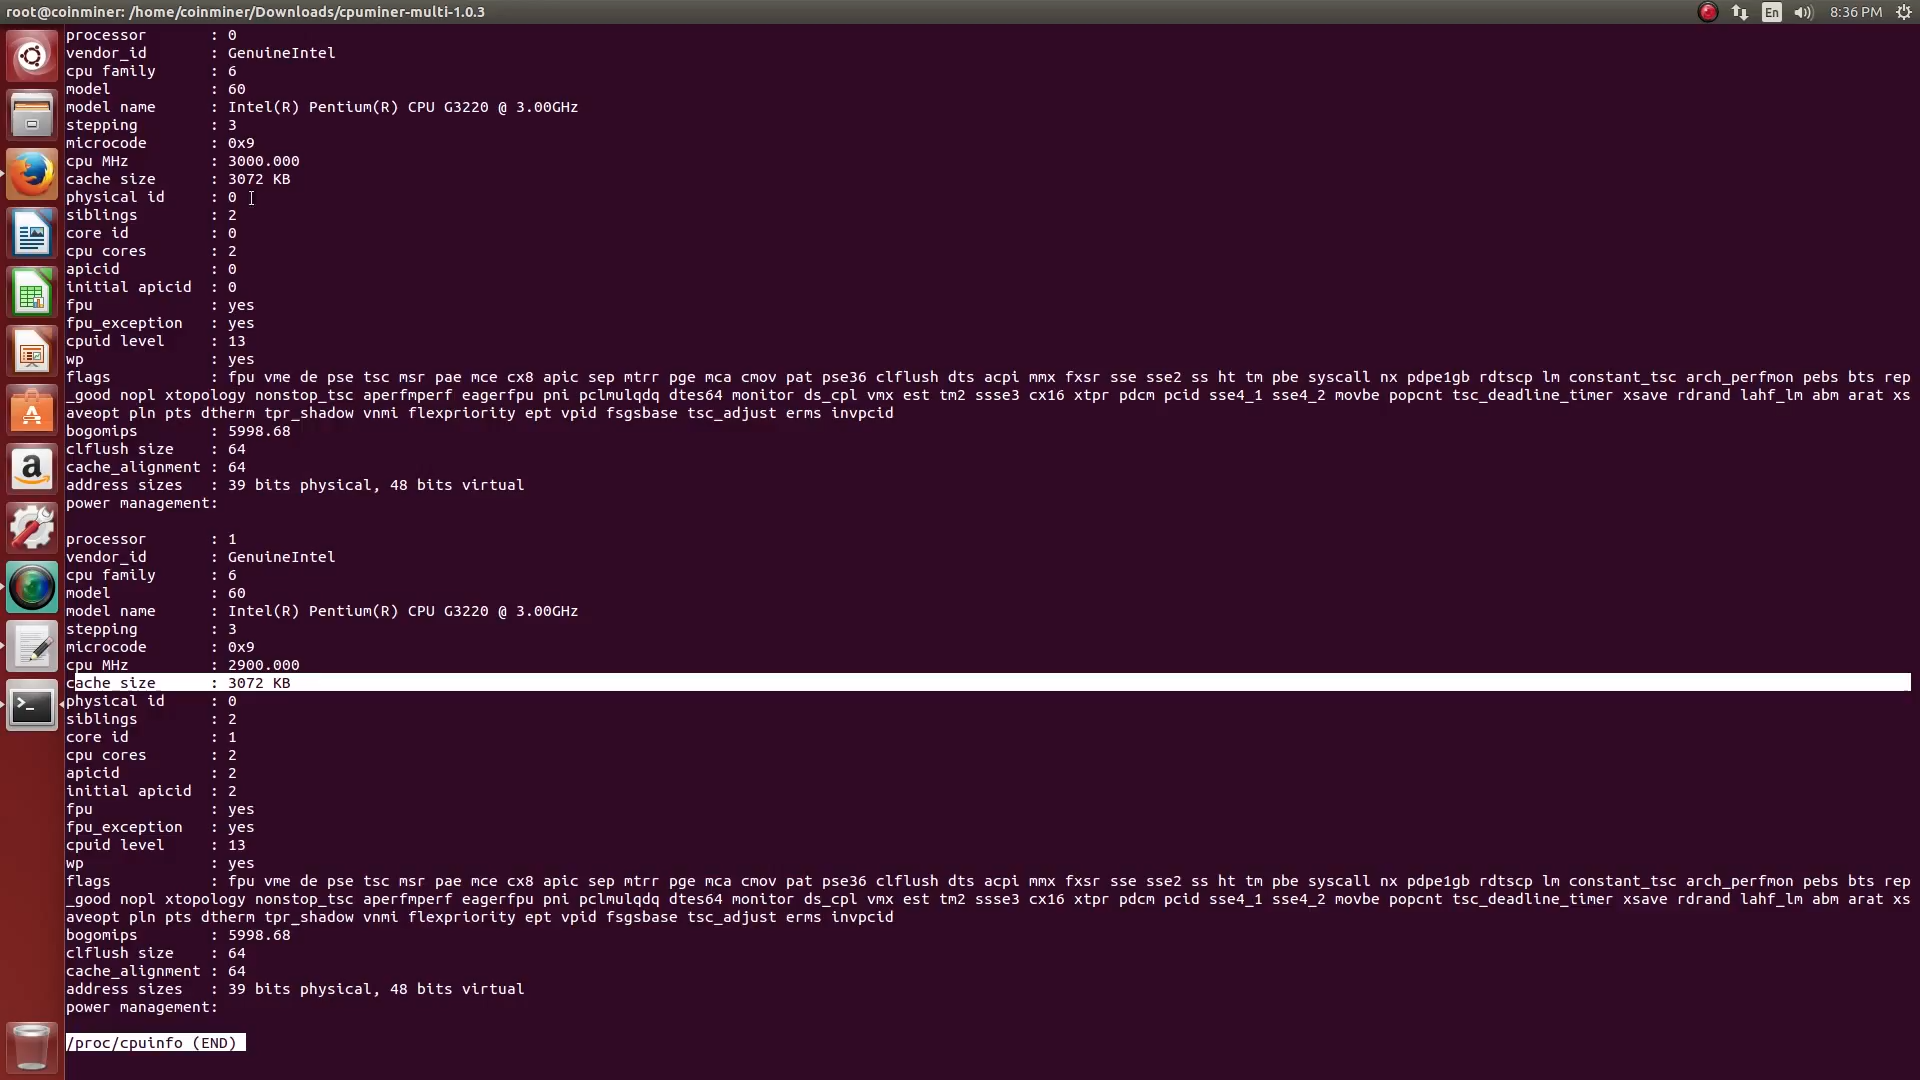 root@coinminer: /home/coinminer/Downloads/cpuminer-multi-1.0.3
En
8:36 PM
processor : 0
vendor_id : GenuineIntel
cpu family : 6
model : 60
model name : Intel(R) Pentium(R) CPU G3220 @ 3.00GHz
stepping : 3
microcode : 0x9
cpu MHz : 3000.000
cache size : 3072 KB
physical id : 0
siblings : 2
core id : 0
cpu cores : 2
apicid : 0
initial apicid : 0
fpu : yes
fpu_exception : yes
cpuid level : 13
wp : yes
flags : fpu vme de pse tsc msr pae mce cx8 apic sep mtrr pge mca cmov pat pse36 clflush dts acpi mmx fxsr sse sse2 ss ht tm pbe syscall nx pdpe1gb rdtscp lm constant_tsc arch_perfmon pebs bts rep
_good nopl xtopology nonstop_tsc aperfmperf eagerfpu pni pclmulqdq dtes64 monitor ds_cpl vmx est tm2 ssse3 cx16 xtpr pdcm pcid sse4_1 sse4_2 movbe popcnt tsc_deadline_timer xsave rdrand lahf_lm abm arat xs
aveopt pln pts dtherm tpr_shadow vnmi flexpriority ept vpid fsgsbase tsc_adjust erms invpcid
bogomips : 5998.68
clflush size : 64
cache_alignment : 64
address sizes : 39 bits physical, 48 bits virtual
power management:
processor : 1
vendor_id : GenuineIntel
cpu family : 6
model : 60
model name : Intel(R) Pentium(R) CPU G3220 @ 3.00GHz
stepping : 3
microcode : 0x9
cpu MHz : 2900.000
cache size : 3072 KB
physical id : 0
siblings : 2
core id : 1
cpu cores : 2
apicid : 2
initial apicid : 2
fpu : yes
fpu_exception : yes
cpuid level : 13
wp : yes
flags : fpu vme de pse tsc msr pae mce cx8 apic sep mtrr pge mca cmov pat pse36 clflush dts acpi mmx fxsr sse sse2 ss ht tm pbe syscall nx pdpe1gb rdtscp lm constant_tsc arch_perfmon pebs bts rep
_good nopl xtopology nonstop_tsc aperfmperf eagerfpu pni pclmulqdq dtes64 monitor ds_cpl vmx est tm2 ssse3 cx16 xtpr pdcm pcid sse4_1 sse4_2 movbe popcnt tsc_deadline_timer xsave rdrand lahf_lm abm arat xs
aveopt pln pts dtherm tpr_shadow vnmi flexpriority ept vpid fsgsbase tsc_adjust erms invpcid
bogomips : 5998.68
clflush size : 64
cache_alignment : 64
address sizes : 39 bits physical, 48 bits virtual
power management:
/proc/cpuinfo (END)